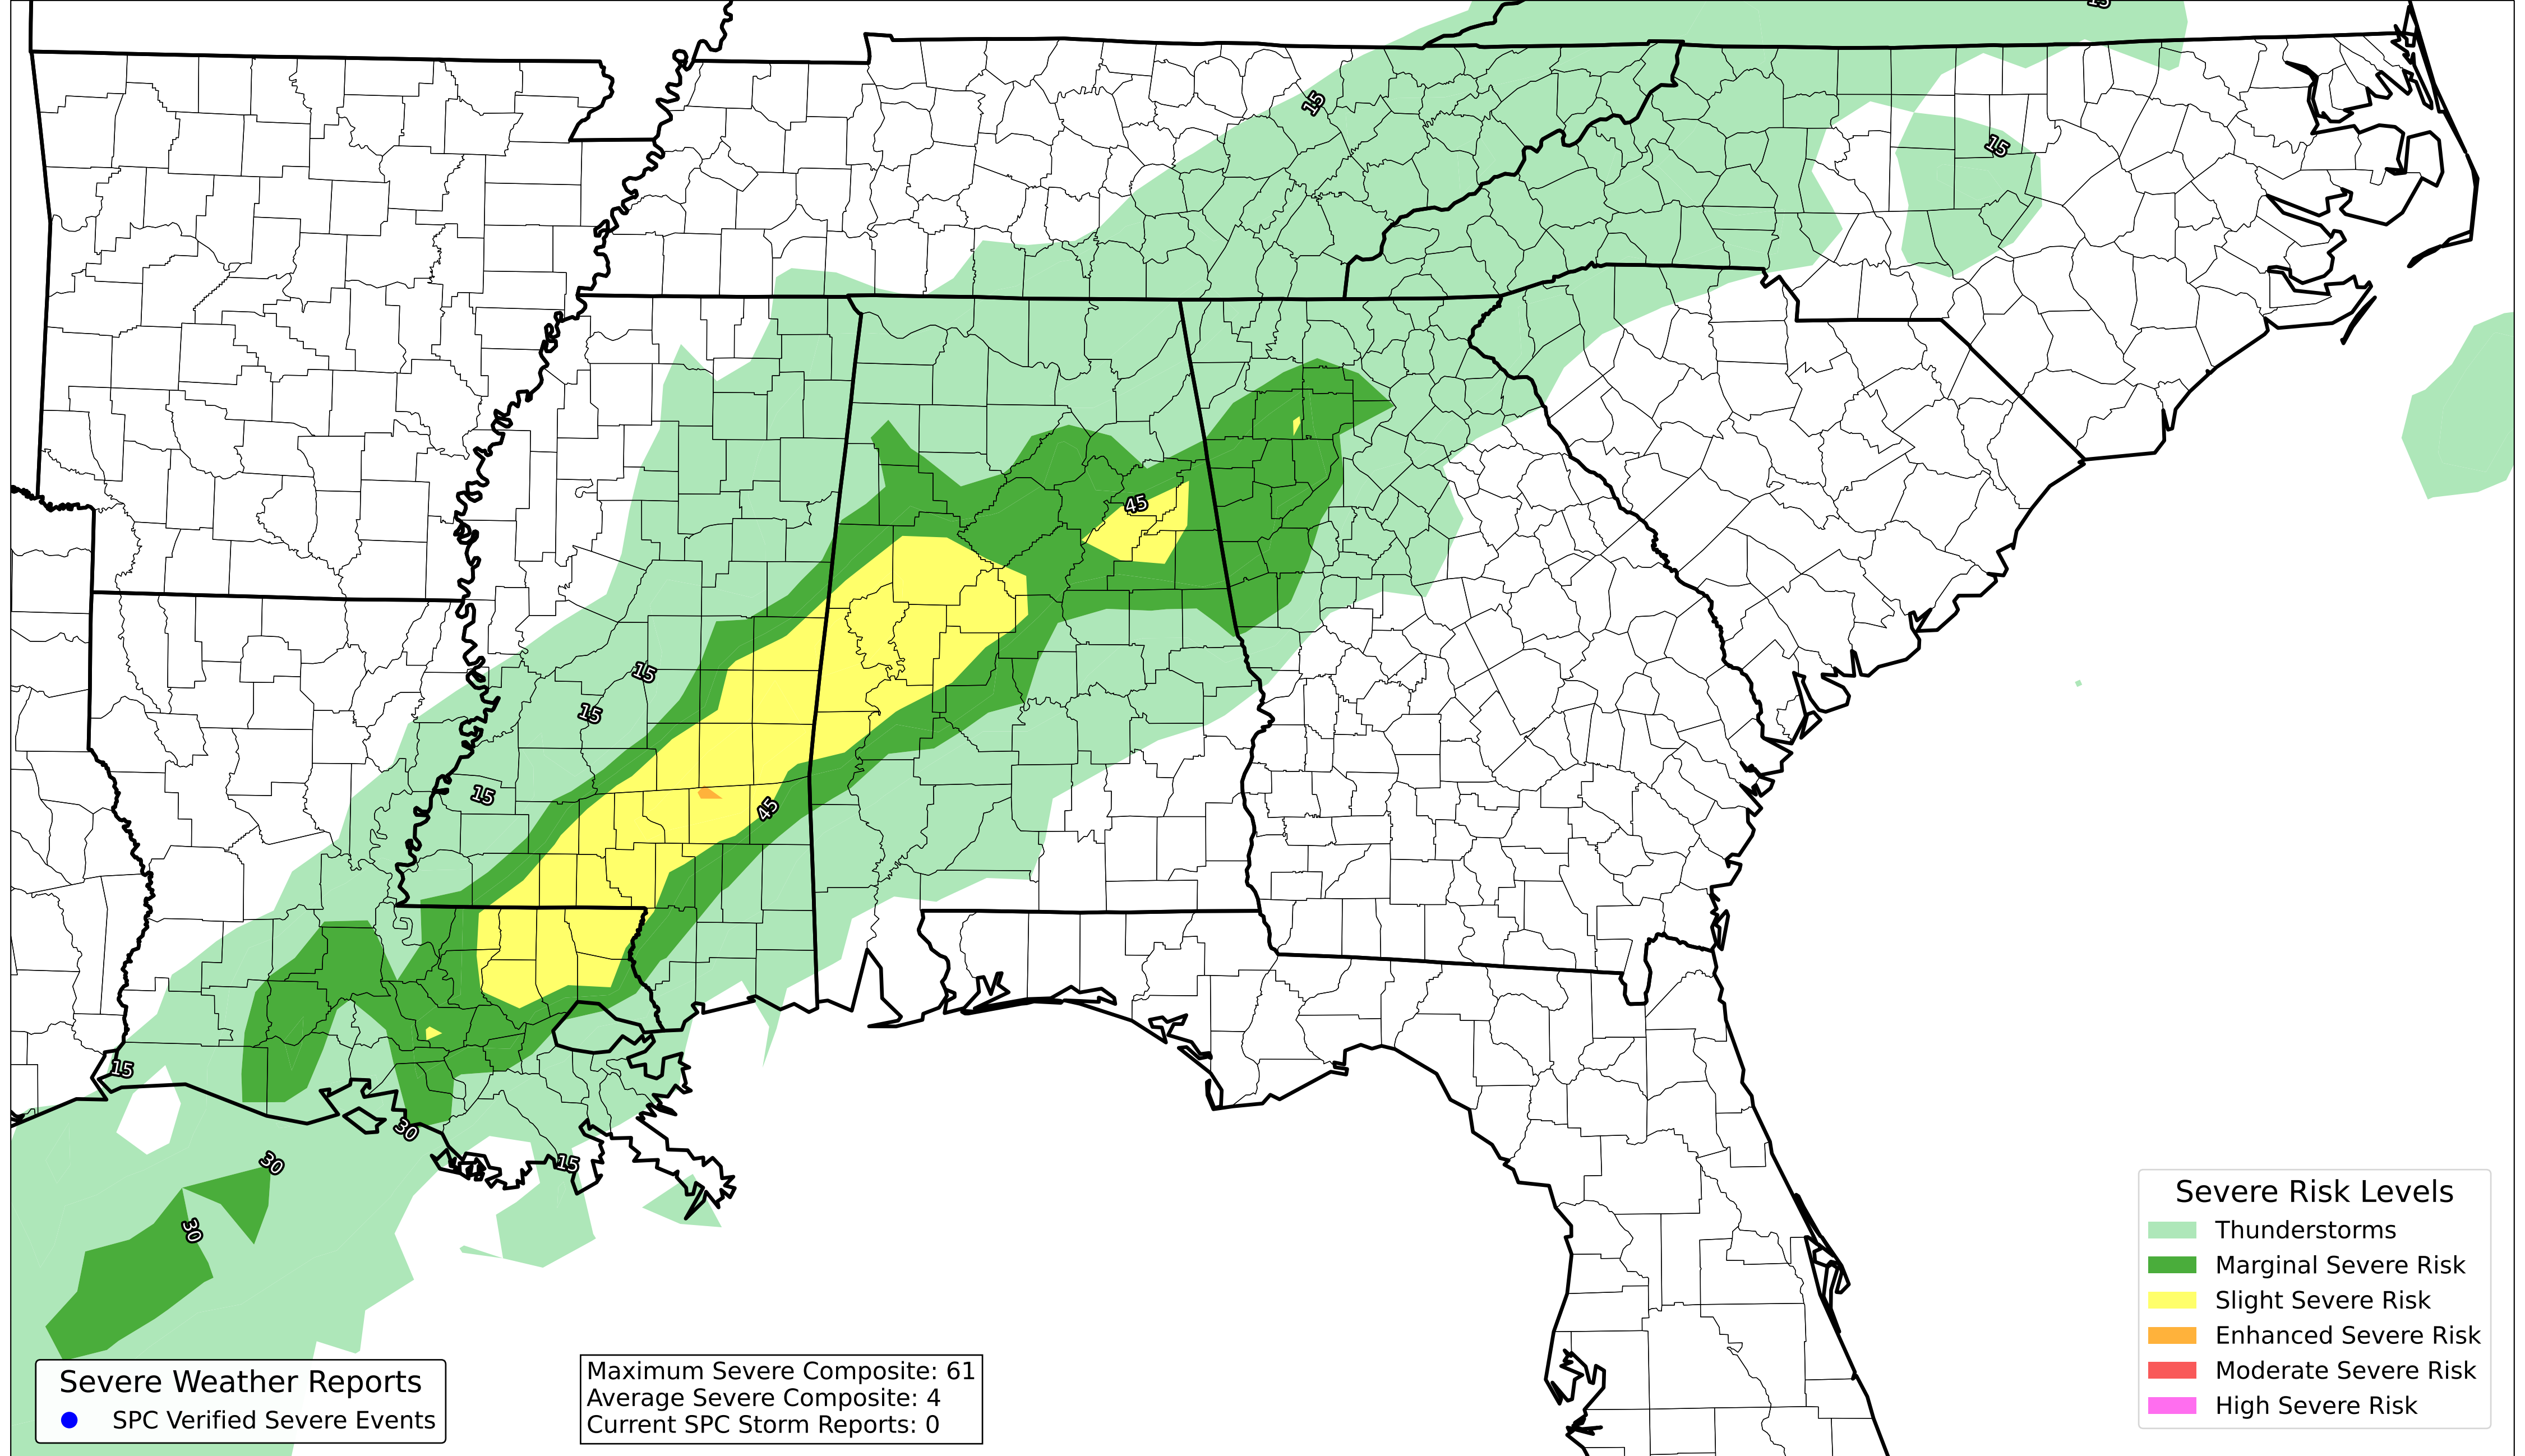 15
15
15
45
15
15
15
45
15
30
30
15
30
Severe Risk Levels
Thunderstorms
Marginal Severe Risk
Slight Severe Risk
Enhanced Severe Risk
Moderate Severe Risk
High Severe Risk
Severe Weather Reports
SPC Verified Severe Events
Maximum Severe Composite: 61
Average Severe Composite: 4
Current SPC Storm Reports: 0